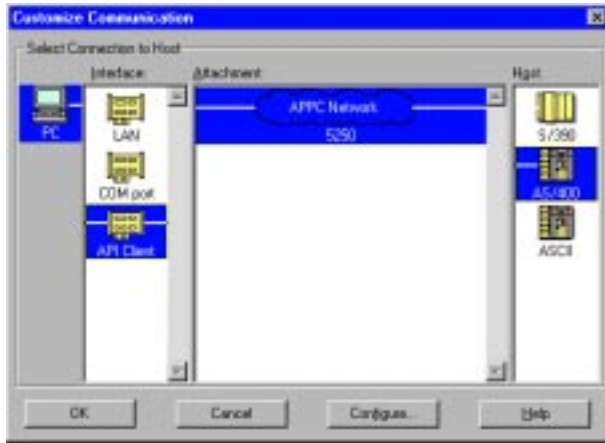 Customize Communication
Select Connection to Host
Interface
Attachment
Host
PC
LAN
COM port
API Client
APPC Network
5250
S/390
AS/400
ASCII
OK
Cancel
Configure...
Help